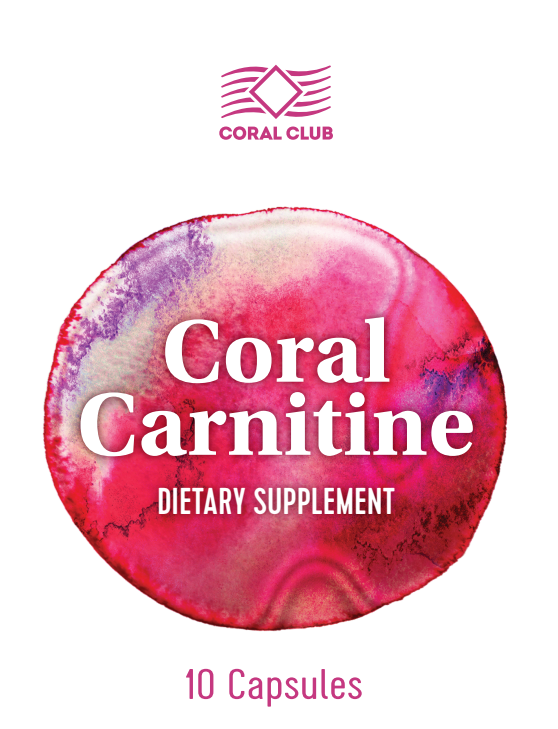 CORAL CLUB
Coral
Carnitine
DIETARY SUPPLEMENT
10 Capsules